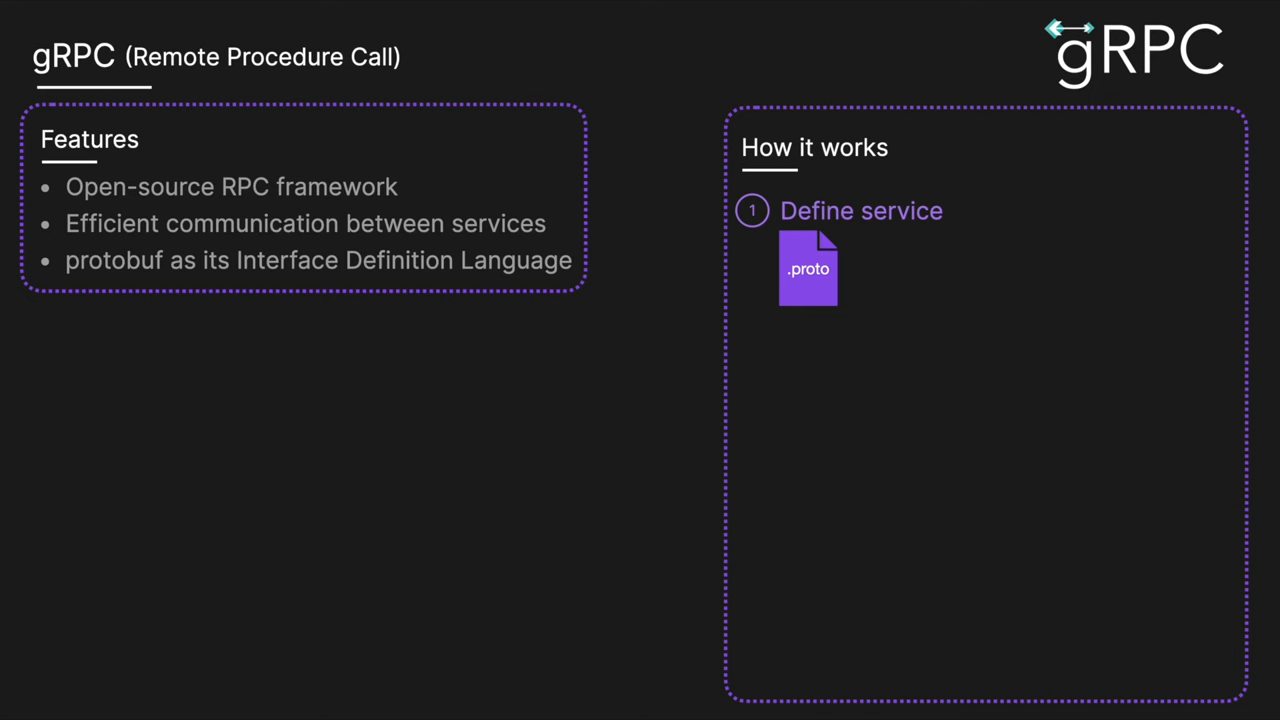 gRPC (Remote Procedure Call)
gRPC
Features
• Open-source RPC framework
• Efficient communication between services
• protobuf as its Interface Definition Language
How it works
1 Define service
.proto